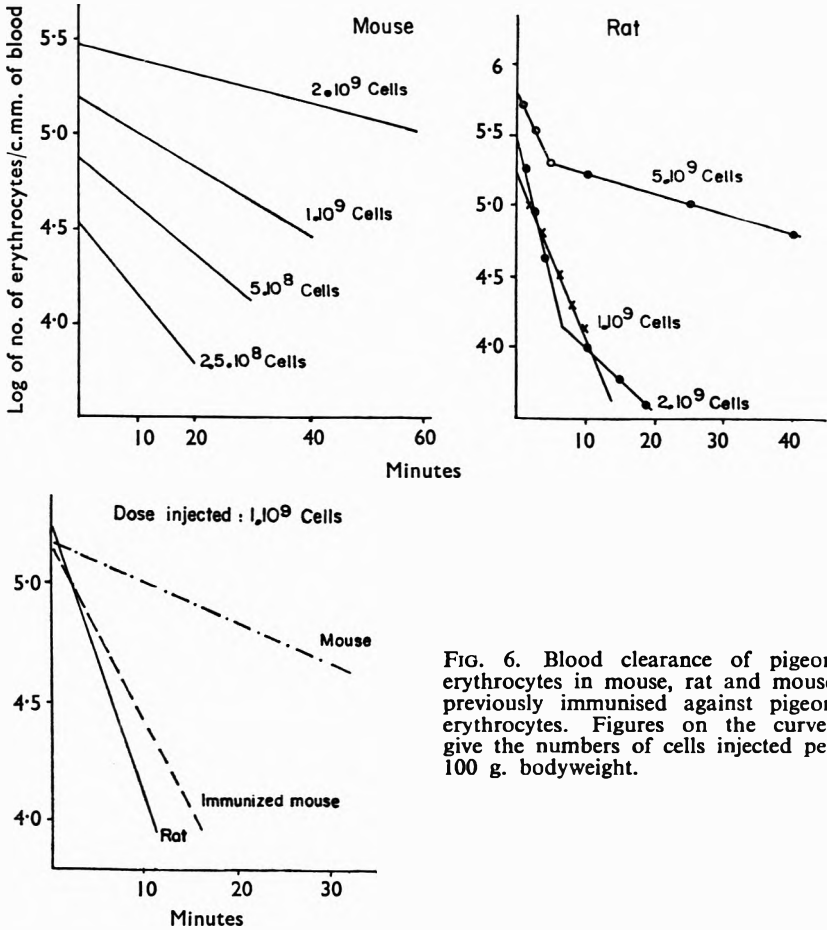 Mouse
Log of no. of erythrocytes/c.mm. of blood
5·5
5·0
4·5
4·0
2.10⁹ Cells
1.10⁹ Cells
5.10⁸ Cells
2,5.10⁸ Cells
10 20 40 60
Rat
6
5·5
5·0
4·5
4·0
5.10⁹ Cells
1.10⁹ Cells
2.10⁹ Cells
10 20 30 40
Minutes
Dose injected : 1.10⁹ Cells
5·0
4·5
4·0
Mouse
Immunized mouse
Rat
10 20 30
Minutes
FIG. 6. Blood clearance of pigeon
erythrocytes in mouse, rat and mouse
previously immunised against pigeon
erythrocytes. Figures on the curve
give the numbers of cells injected pe
100 g. bodyweight.